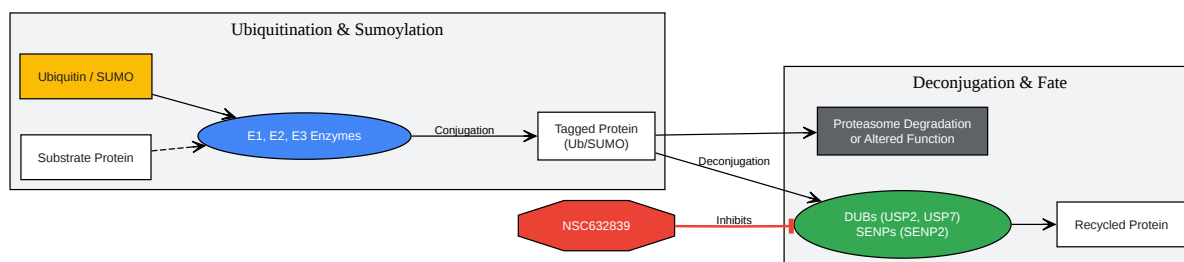 Ubiquitination & Sumoylation
Ubiquitin / SUMO
Substrate Protein
E1, E2, E3 Enzymes
Conjugation
Tagged Protein
(Ub/SUMO)
Deconjugation
NSC632839
Inhibits
Deconjugation & Fate
Proteasome Degradation
or Altered Function
DUBs (USP2, USP7)
SENPs (SENP2)
Recycled Protein